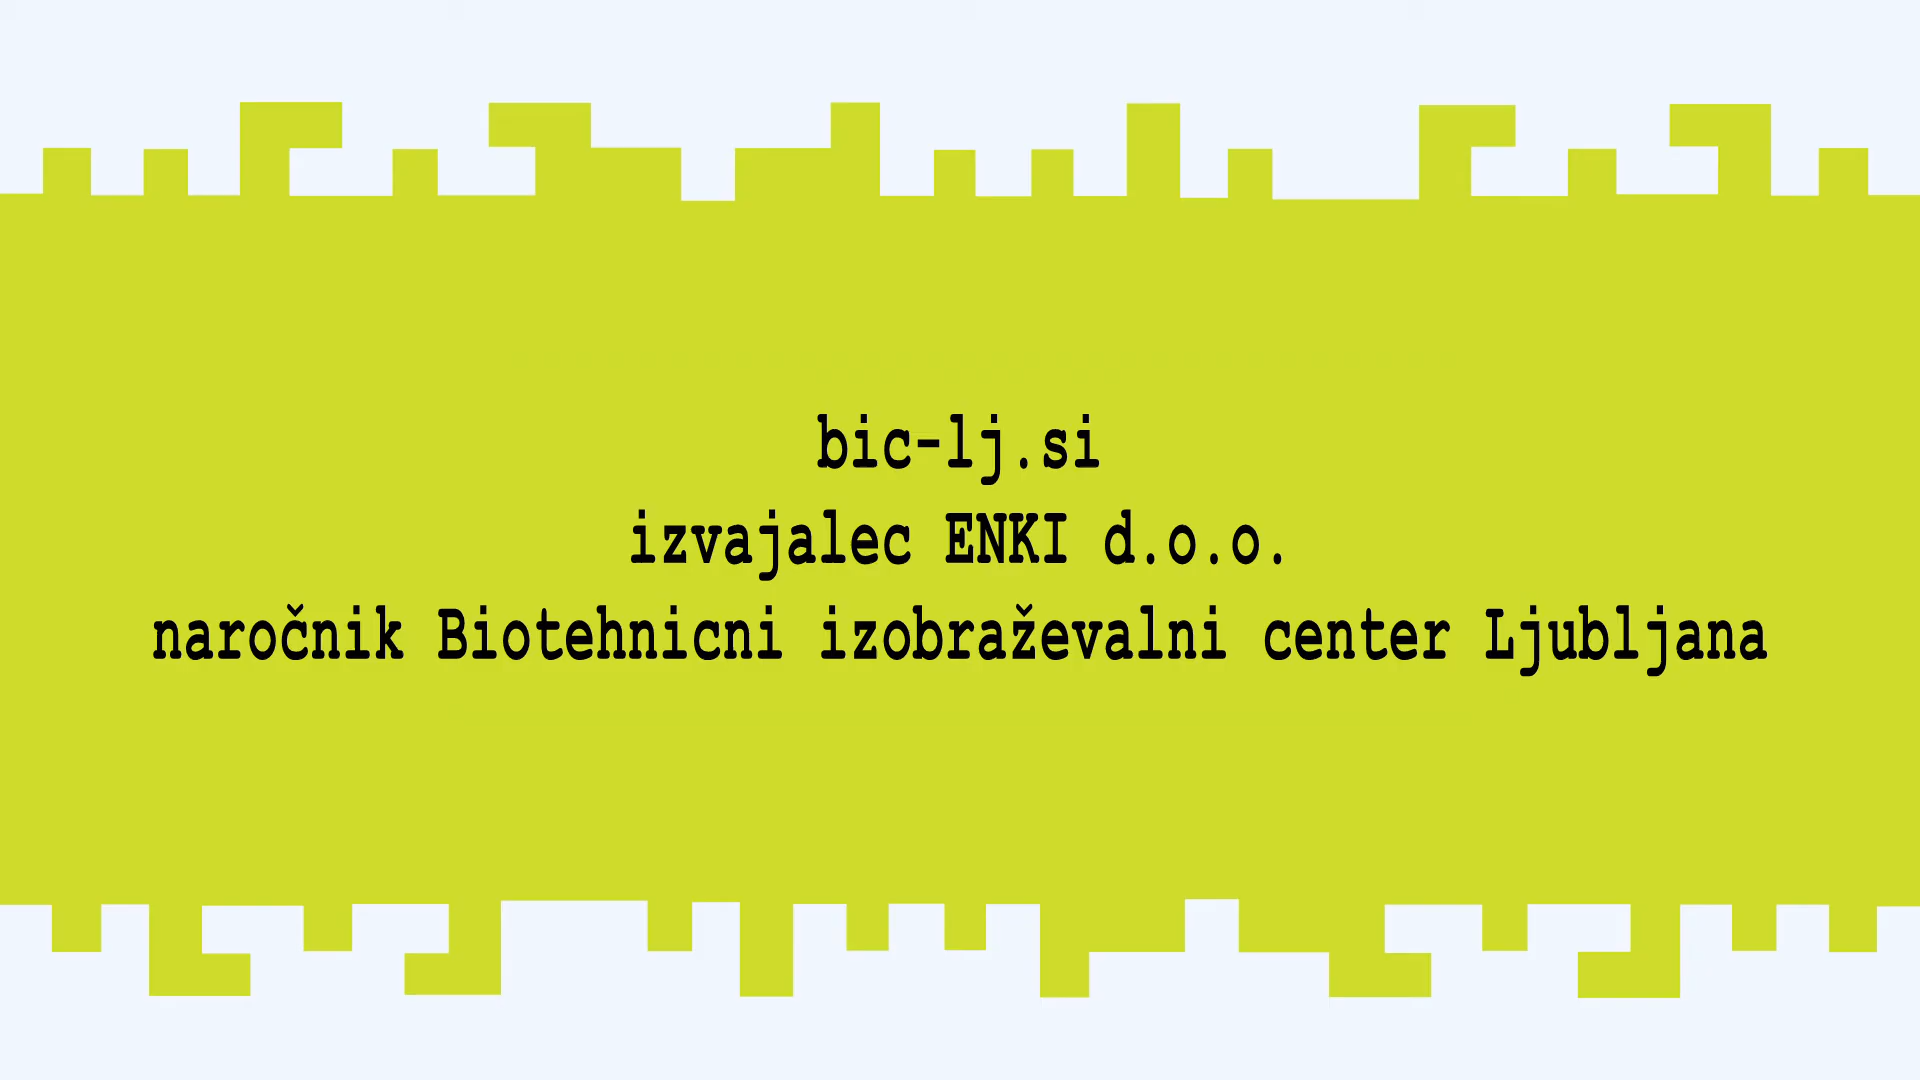 bic-lj.si
izvajalec ENKI d.o.o.
naročnik Biotehnicni izobraževalni center Ljubljana